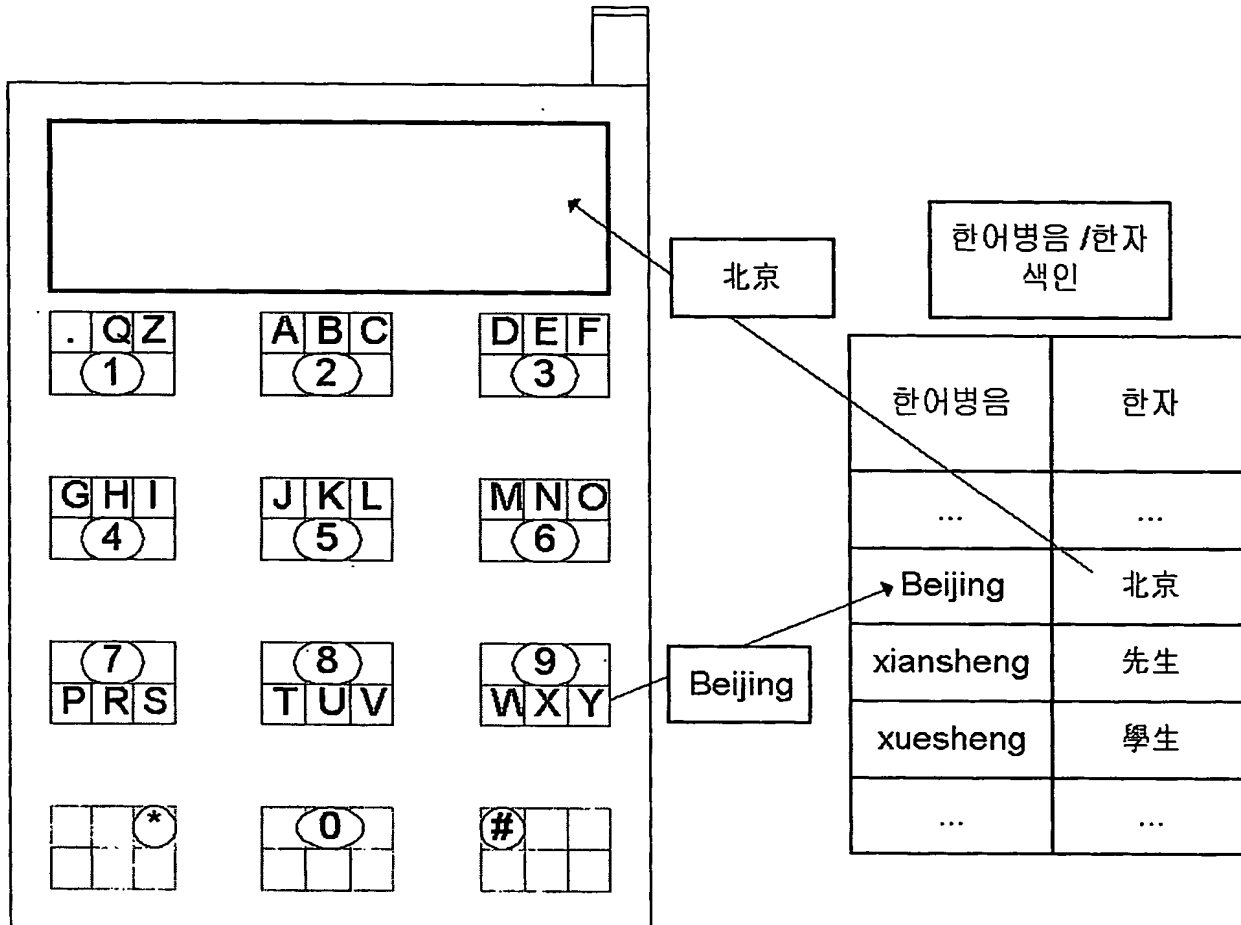 . Q Z
1
A B C
2
D E F
3
G H I
4
J K L
5
M N O
6
7
P R S
8
T U V
9
W X Y
*
0
#
北京
Beijing
한어병음 /한자
색인
한어병음 한자
... ...
Beijing 北京
xiansheng 先生
xuesheng 學生
... ...